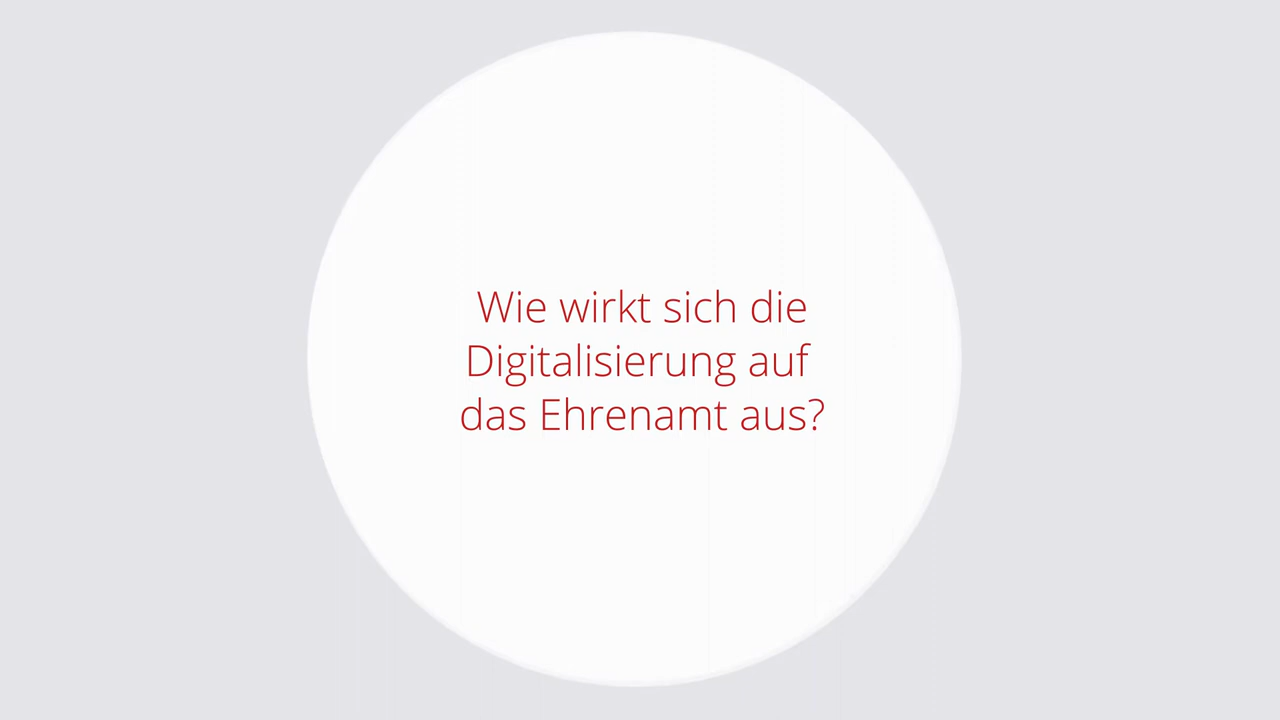 Wie wirkt sich die
Digitalisierung auf
das Ehrenamt aus?